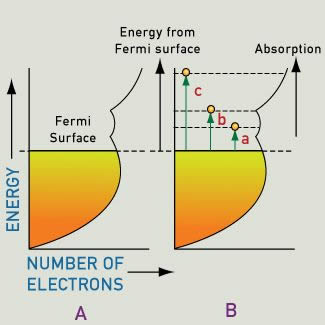 Energy from
Fermi surface
Absorption
Fermi
Surface
c
b
a
ENERGY
NUMBER OF
ELECTRONS
A
B